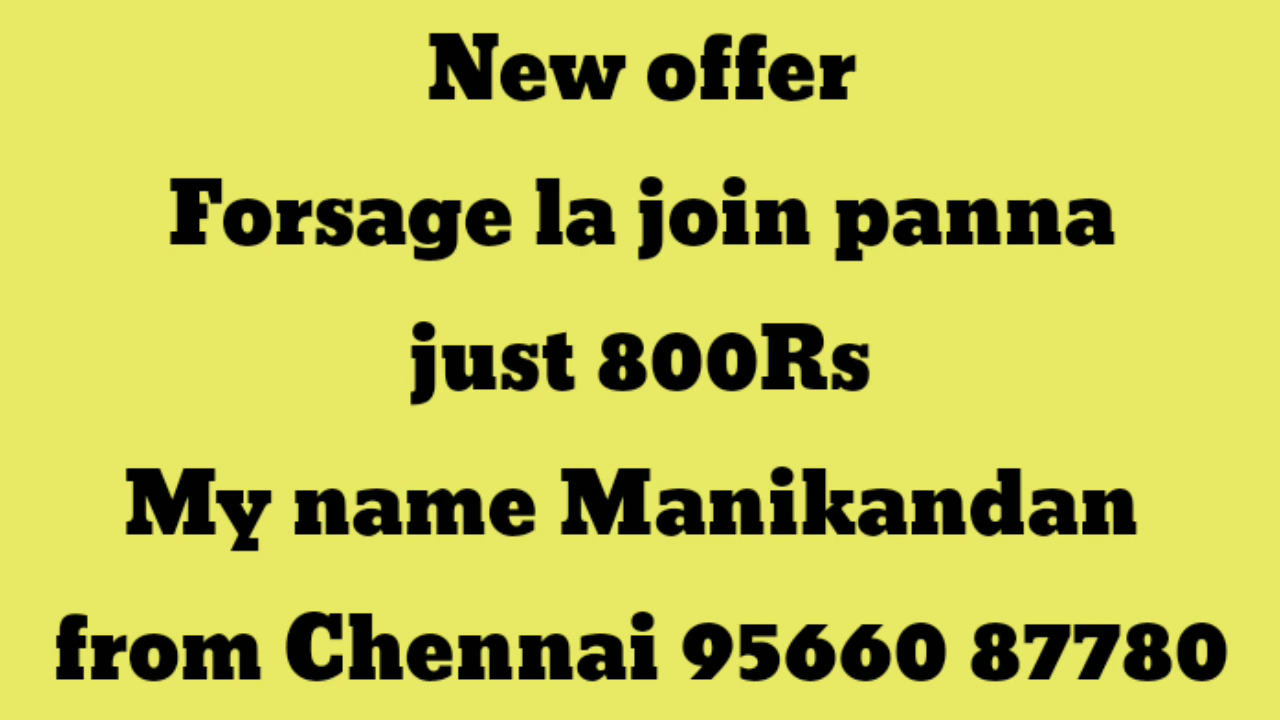 New offer
Forsage la join panna
just 800Rs
My name Manikandan
from Chennai 95660 87780